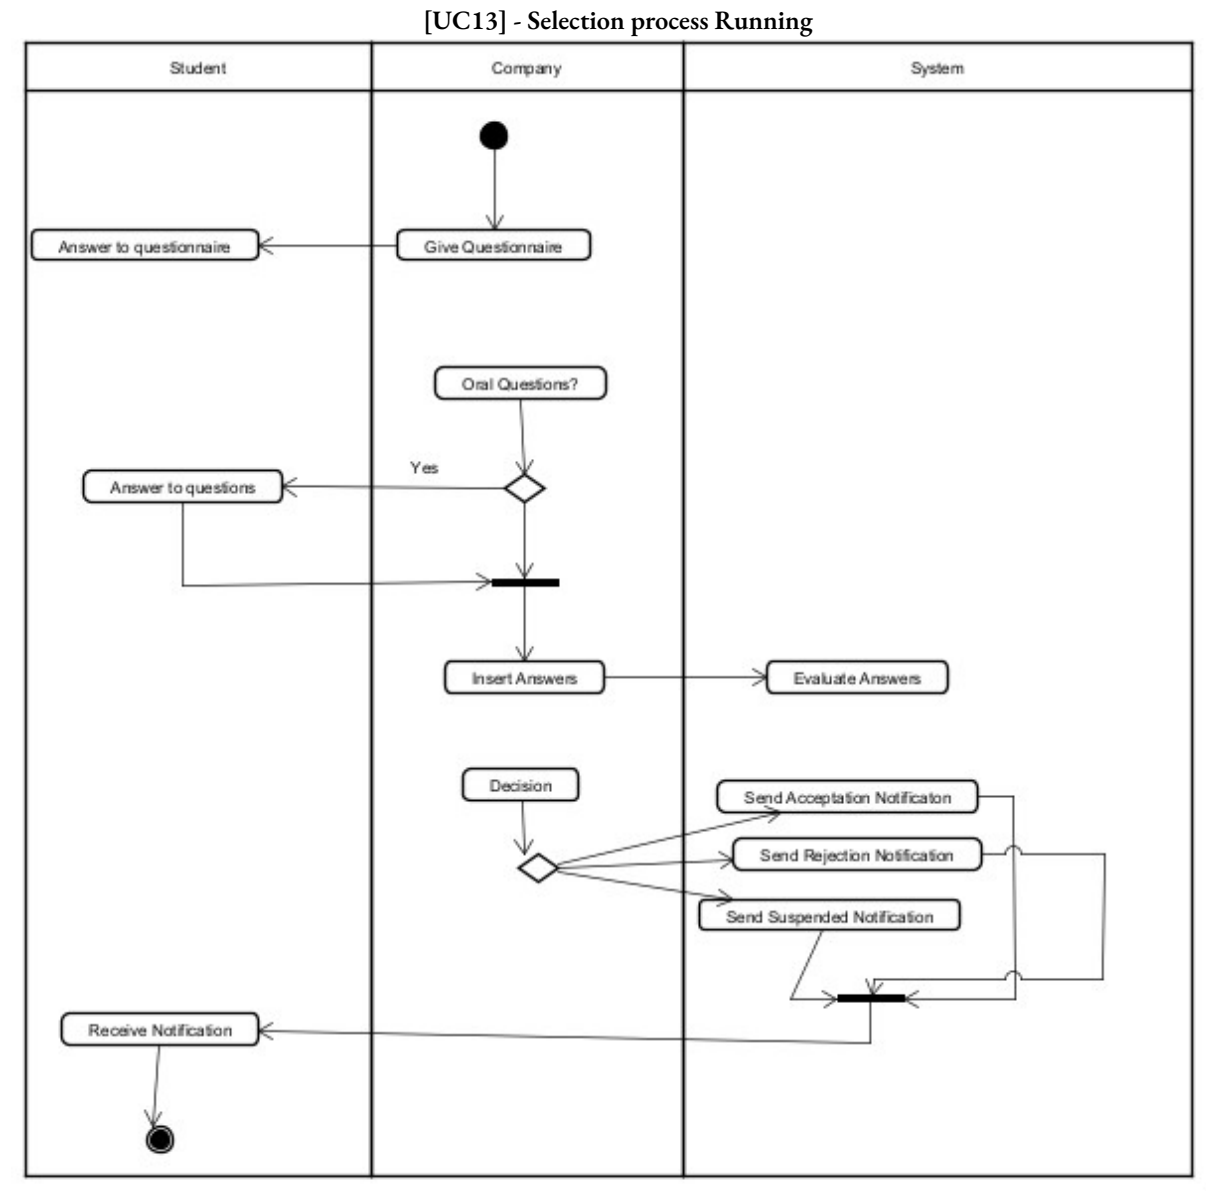 [UC13] - Selection process Running
Student
Company
System
Answer to questionnaire
Give Questionnaire
Oral Questions?
Yes
Answer to questions
Insert Answers
Evaluate Answers
Decision
Send Acceptation Notificaton
Send Rejection Notification
Send Suspended Notification
Receive Notification